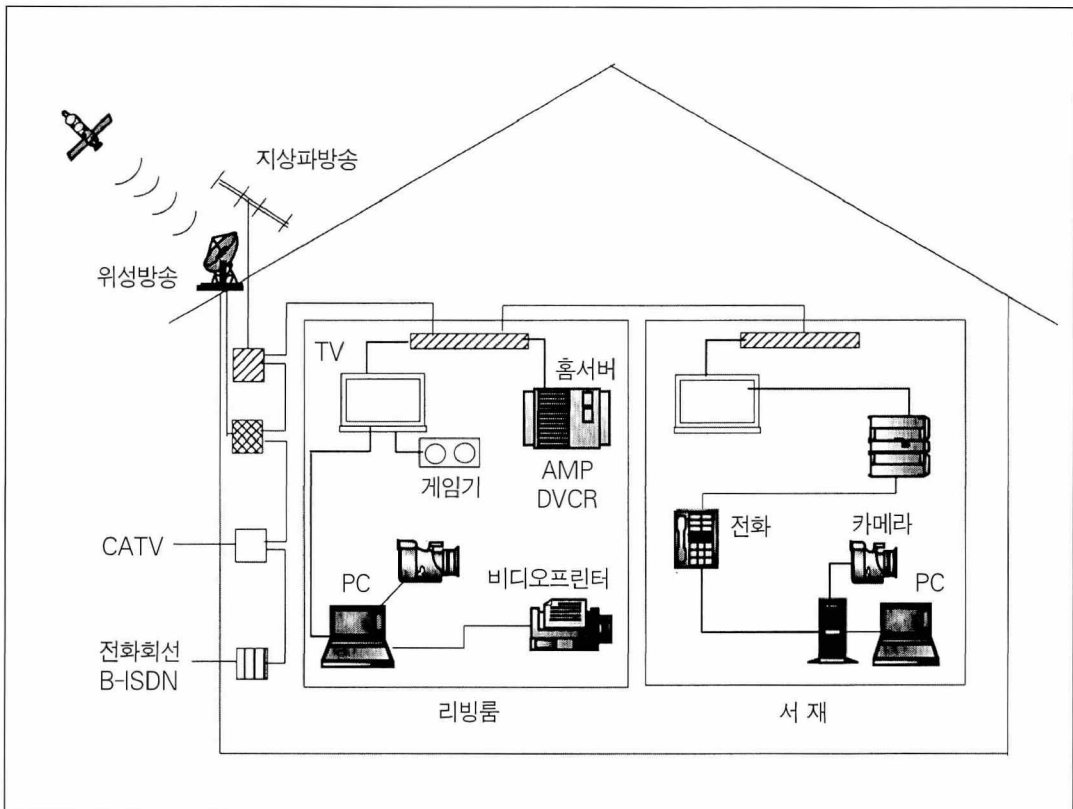 지상파방송
위성방송
TV
홈서버
게임기
AMP
DVCR
전화
카메라
CATV
PC
비디오프린터
PC
전화회선
B-ISDN
리빙룸
서 재